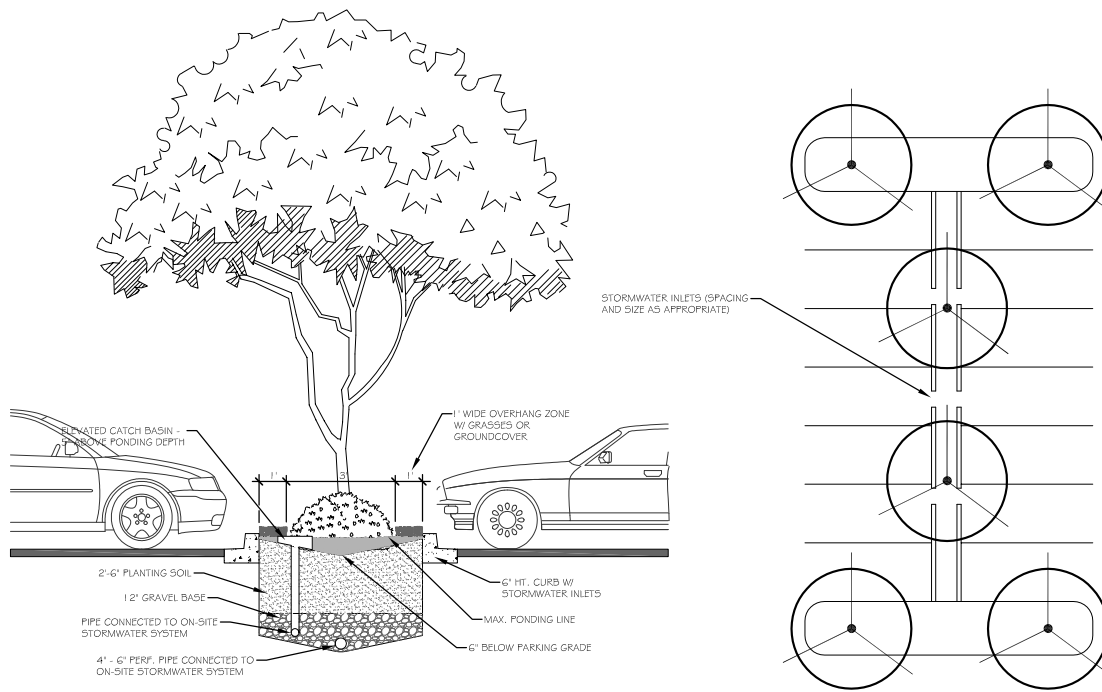 STORMWATER INLETS (SPACING
AND SIZE AS APPROPRIATE)
1' WIDE OVERHANG ZONE
W/ GRASSES OR
GROUNDCOVER
ELEVATED CATCH BASIN -
5" ABOVE PONDING DEPTH
1'
3'
1'
2'-6" PLANTING SOIL
12" GRAVEL BASE
PIPE CONNECTED TO ON-SITE
STORMWATER SYSTEM
4" - 6" PERF. PIPE CONNECTED TO
ON-SITE STORMWATER SYSTEM
6" HT. CURB W/
STORMWATER INLETS
MAX. PONDING LINE
6" BELOW PARKING GRADE